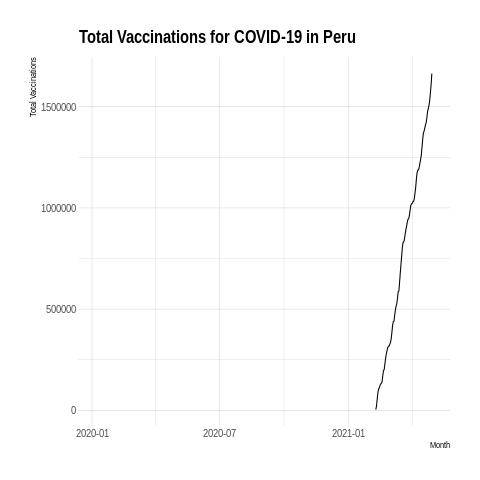 Total Vaccinations for COVID-19 in Peru
Total Vaccinations
1500000
1000000
500000
0
2020-01 2020-07 2021-01
Month